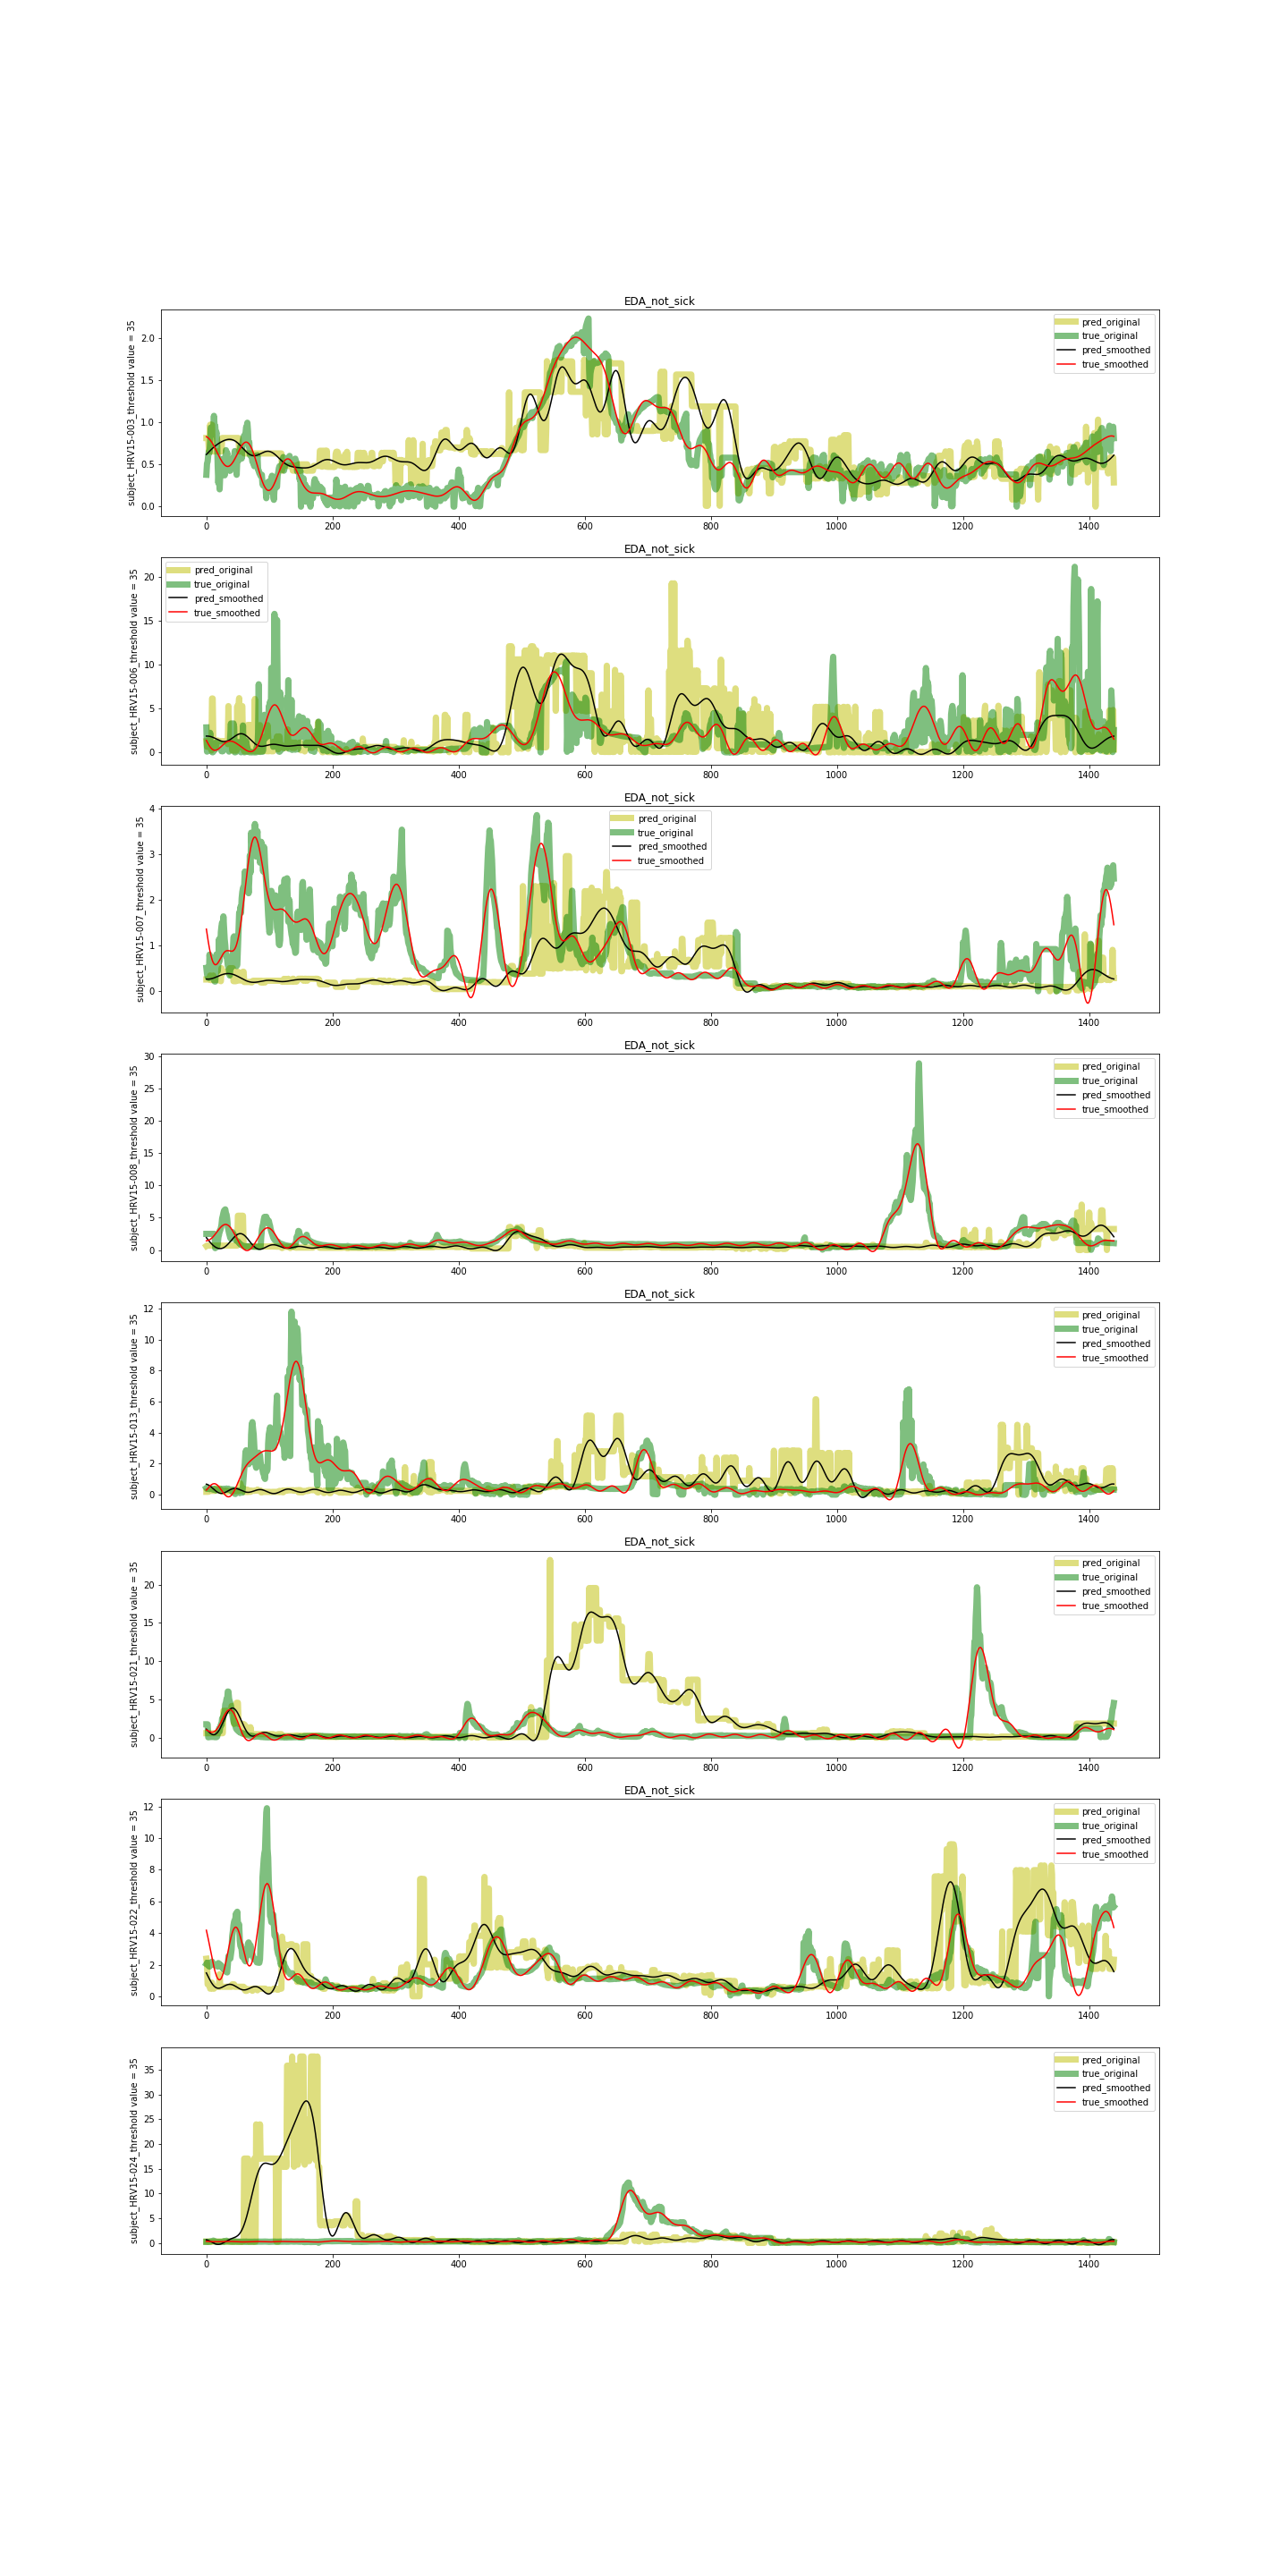 EDA_not_sick
subject_HRV15-003_threshold value = 35
2.0
1.5
1.0
0.5
0.0
pred_original
true_original
pred_smoothed
true_smoothed
0 200 400 600 800 1000 1200 1400
EDA_not_sick
subject_HRV15-006_threshold value = 35
20
15
10
5
0
pred_original
true_original
pred_smoothed
true_smoothed
0 200 400 600 800 1000 1200 1400
EDA_not_sick
subject_HRV15-007_threshold value = 35
4
3
2
1
0
pred_original
true_original
pred_smoothed
true_smoothed
0 200 400 600 800 1000 1200 1400
EDA_not_sick
subject_HRV15-008_threshold value = 35
30
25
20
15
10
5
0
pred_original
true_original
pred_smoothed
true_smoothed
0 200 400 600 800 1000 1200 1400
EDA_not_sick
subject_HRV15-013_threshold value = 35
12
10
8
6
4
2
0
pred_original
true_original
pred_smoothed
true_smoothed
0 200 400 600 800 1000 1200 1400
EDA_not_sick
subject_HRV15-021_threshold value = 35
20
15
10
5
0
pred_original
true_original
pred_smoothed
true_smoothed
0 200 400 600 800 1000 1200 1400
EDA_not_sick
subject_HRV15-022_threshold value = 35
12
10
8
6
4
2
0
pred_original
true_original
pred_smoothed
true_smoothed
0 200 400 600 800 1000 1200 1400
subject_HRV15-024_threshold value = 35
35
30
25
20
15
10
5
0
pred_original
true_original
pred_smoothed
true_smoothed
0 200 400 600 800 1000 1200 1400